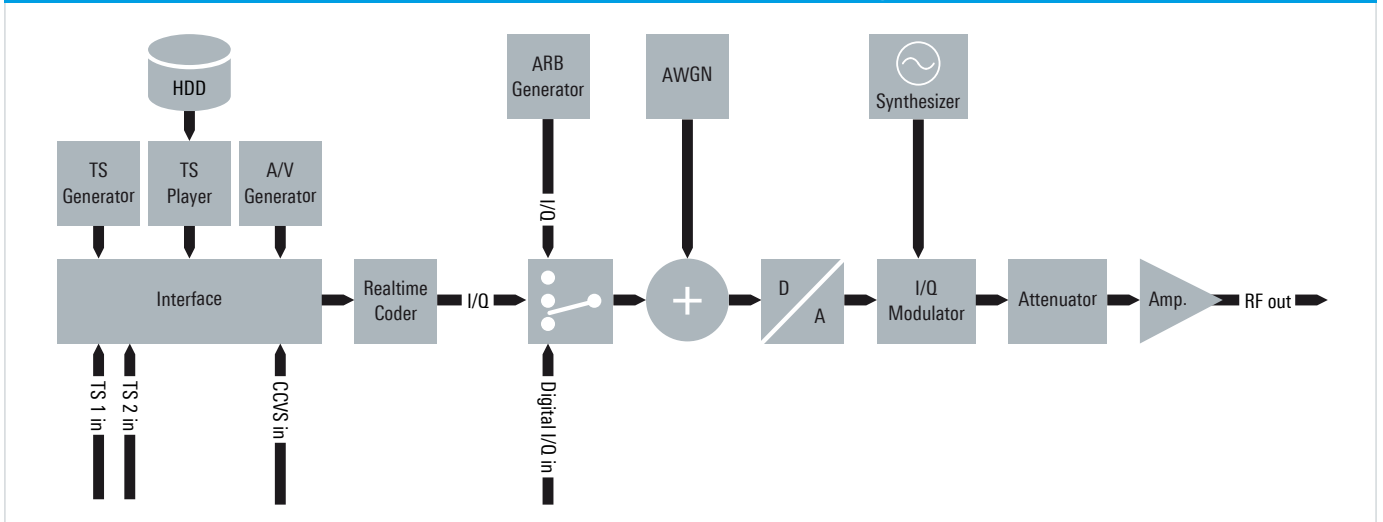 HDD
ARB
Generator
AWGN
Synthesizer
TS
Generator
TS
Player
A/V
Generator
I/Q
Interface
Realtime
Coder
I/Q
+
D
A
I/Q
Modulator
Attenuator
Amp.
RF out
TS 1 in
TS 2 in
CCVS in
Digital I/Q in